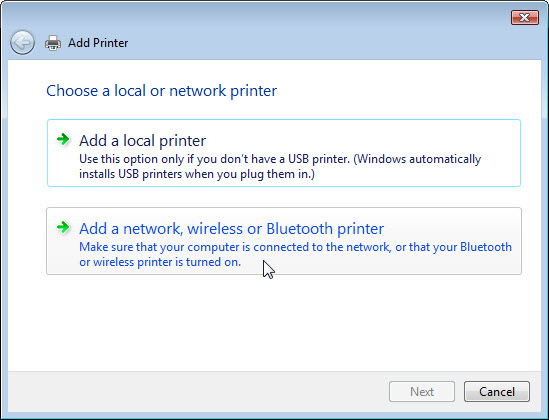 Add Printer
Choose a local or network printer
Add a local printer
Use this option only if you don't have a USB printer. (Windows automatically
installs USB printers when you plug them in.)
Add a network, wireless or Bluetooth printer
Make sure that your computer is connected to the network, or that your Bluetooth
or wireless printer is turned on.
Next
Cancel